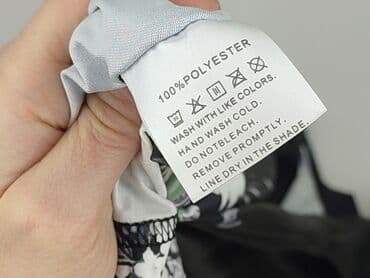 100%POLYESTER
WASH WITH LIKE COLORS.
HAND WASH COLD.
DO NOTBLEACH.
REMOVE PROMPTLY.
LINE DRY IN THE SHADE.